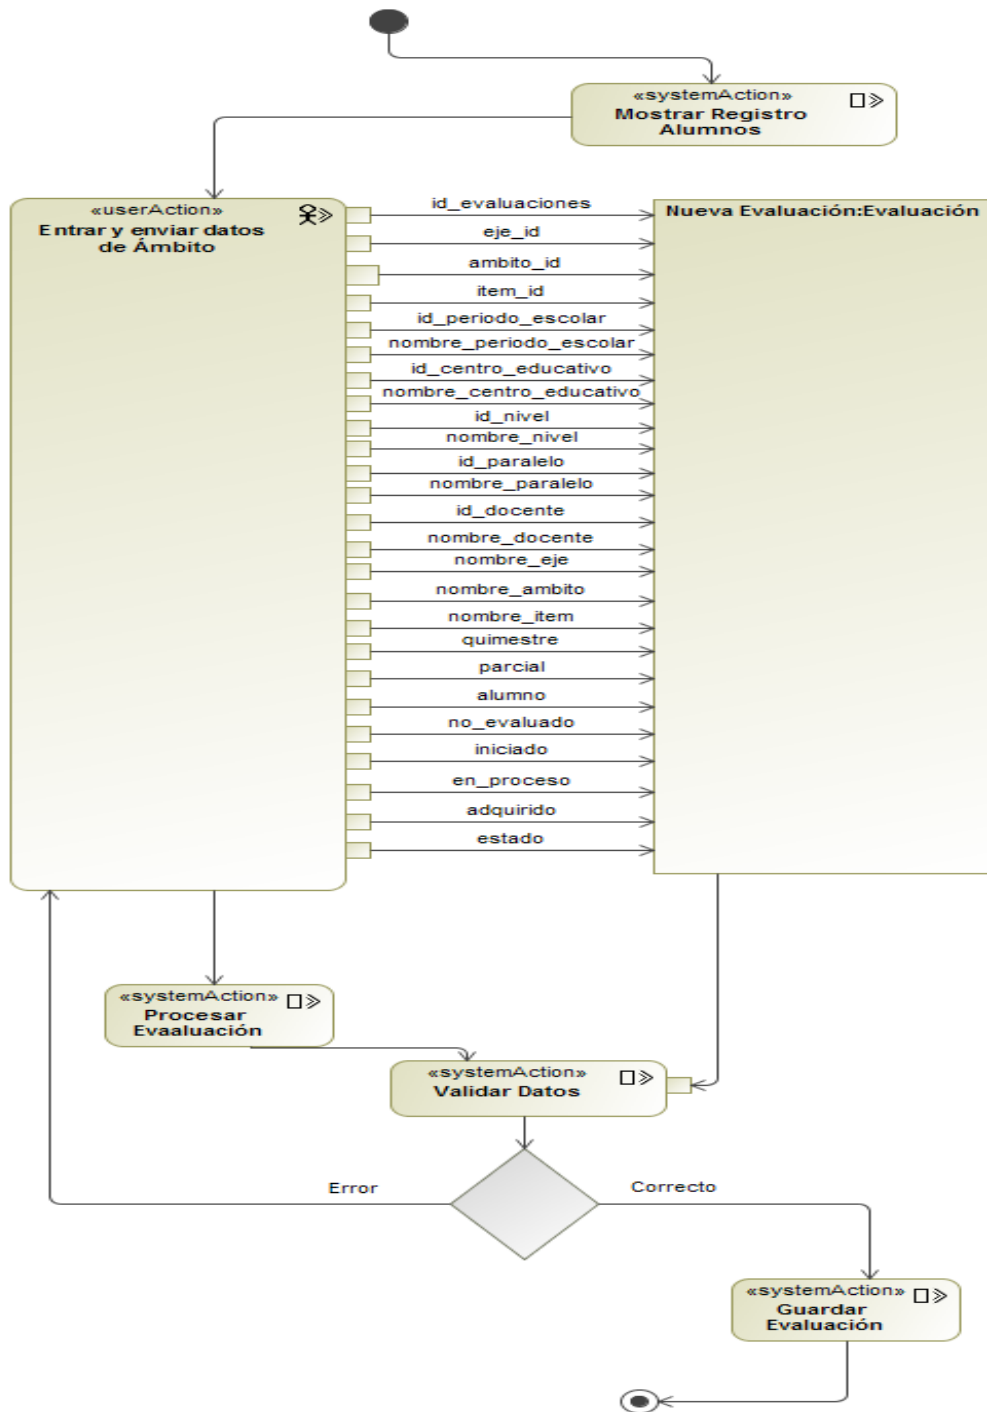 «systemAction»
Mostrar Registro
Alumnos
«userAction»
Entrar y enviar datos
de Ámbito
id_evaluaciones
eje_id
ambito_id
item_id
id_periodo_escolar
nombre_periodo_escolar
id_centro_educativo
nombre_centro_educativo
id_nivel
nombre_nivel
id_paralelo
nombre_paralelo
id_docente
nombre_docente
nombre_eje
nombre_ambito
nombre_item
quimestre
parcial
alumno
no_evaluado
iniciado
en_proceso
adquirido
estado
Nueva Evaluación:Evaluación
«systemAction»
Procesar
Evaaluación
«systemAction»
Validar Datos
Error
Correcto
«systemAction»
Guardar
Evaluación